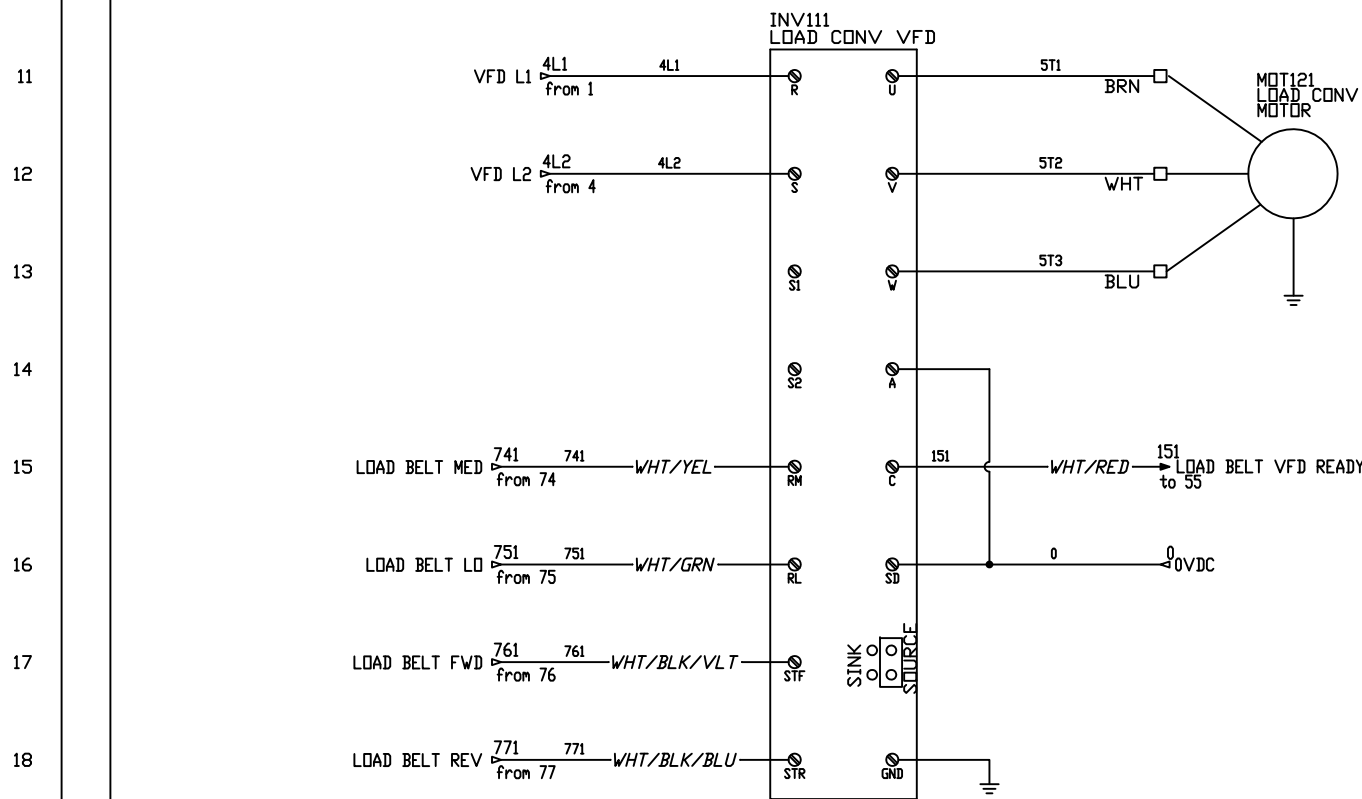 INV111
LOAD CONV VFD
11
VFD L1
4L1
from 1
4L1
R
U
5T1
BRN
MOT121
LOAD CONV
MOTOR
12
VFD L2
4L2
from 4
4L2
S
V
5T2
WHT
13
S1
W
5T3
BLU
14
S2
A
15
LOAD BELT MED
741
from 74
741
WHT/YEL
RM
C
151
WHT/RED
151
to 55
LOAD BELT VFD READY
16
LOAD BELT LO
751
from 75
751
WHT/GRN
RL
SD
0
0
0VDC
17
LOAD BELT FWD
761
from 76
761
WHT/BLK/VLT
STF
SINK
SOURCE
18
LOAD BELT REV
771
from 77
771
WHT/BLK/BLU
STR
GND